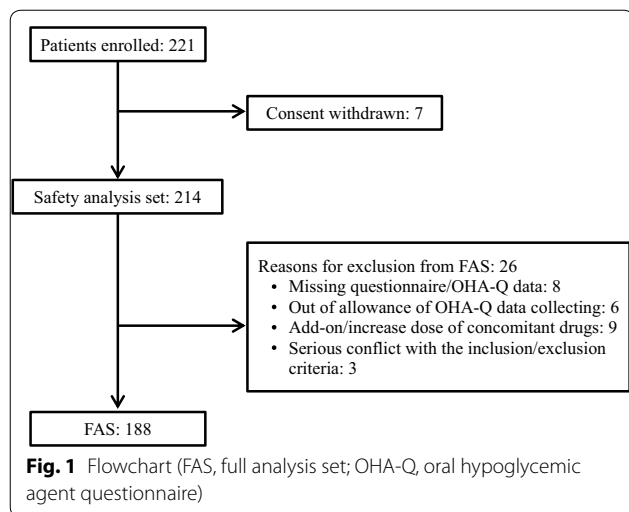 Patients enrolled: 221
Consent withdrawn: 7
Safety analysis set: 214
Reasons for exclusion from FAS: 26
• Missing questionnaire/OHA-Q data: 8
• Out of allowance of OHA-Q data collecting: 6
• Add-on/increase dose of concomitant drugs: 9
• Serious conflict with the inclusion/exclusion
criteria: 3
FAS: 188
Fig. 1 Flowchart (FAS, full analysis set; OHA-Q, oral hypoglycemic
agent questionnaire)